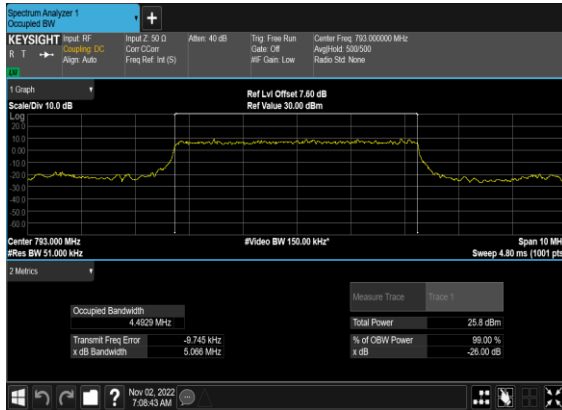 Spectrum Analyzer 1
Occupied BW
+
KEYSIGHT
R T
LXI
Input: RF
Coupling: DC
Align: Auto
Input Z: 50 Ω
Corr CCorr
Freq Ref: Int (S)
Atten: 40 dB
Trig: Free Run
Gate: Off
#IF Gain: Low
Center Freq: 793.000000 MHz
Avg|Hold: 500/500
Radio Std: None
1 Graph
Scale/Div 10.0 dB
Ref Lvl Offset 7.60 dB
Ref Value 30.00 dBm
Log
20.0
10.0
0.00
-10.0
-20.0
-30.0
-40.0
-50.0
-60.0
Center 793.000 MHz
#Res BW 51.000 kHz
#Video BW 150.00 kHz*
Span 10 MH
Sweep 4.80 ms (1001 pts
2 Metrics
Measure Trace Trace 1
Occupied Bandwidth
4.4929 MHz
Total Power 25.8 dBm
Transmit Freq Error -9.745 kHz
% of OBW Power 99.00 %
x dB Bandwidth 5.066 MHz
x dB -26.00 dB
?
Nov 02, 2022
7:08:43 AM